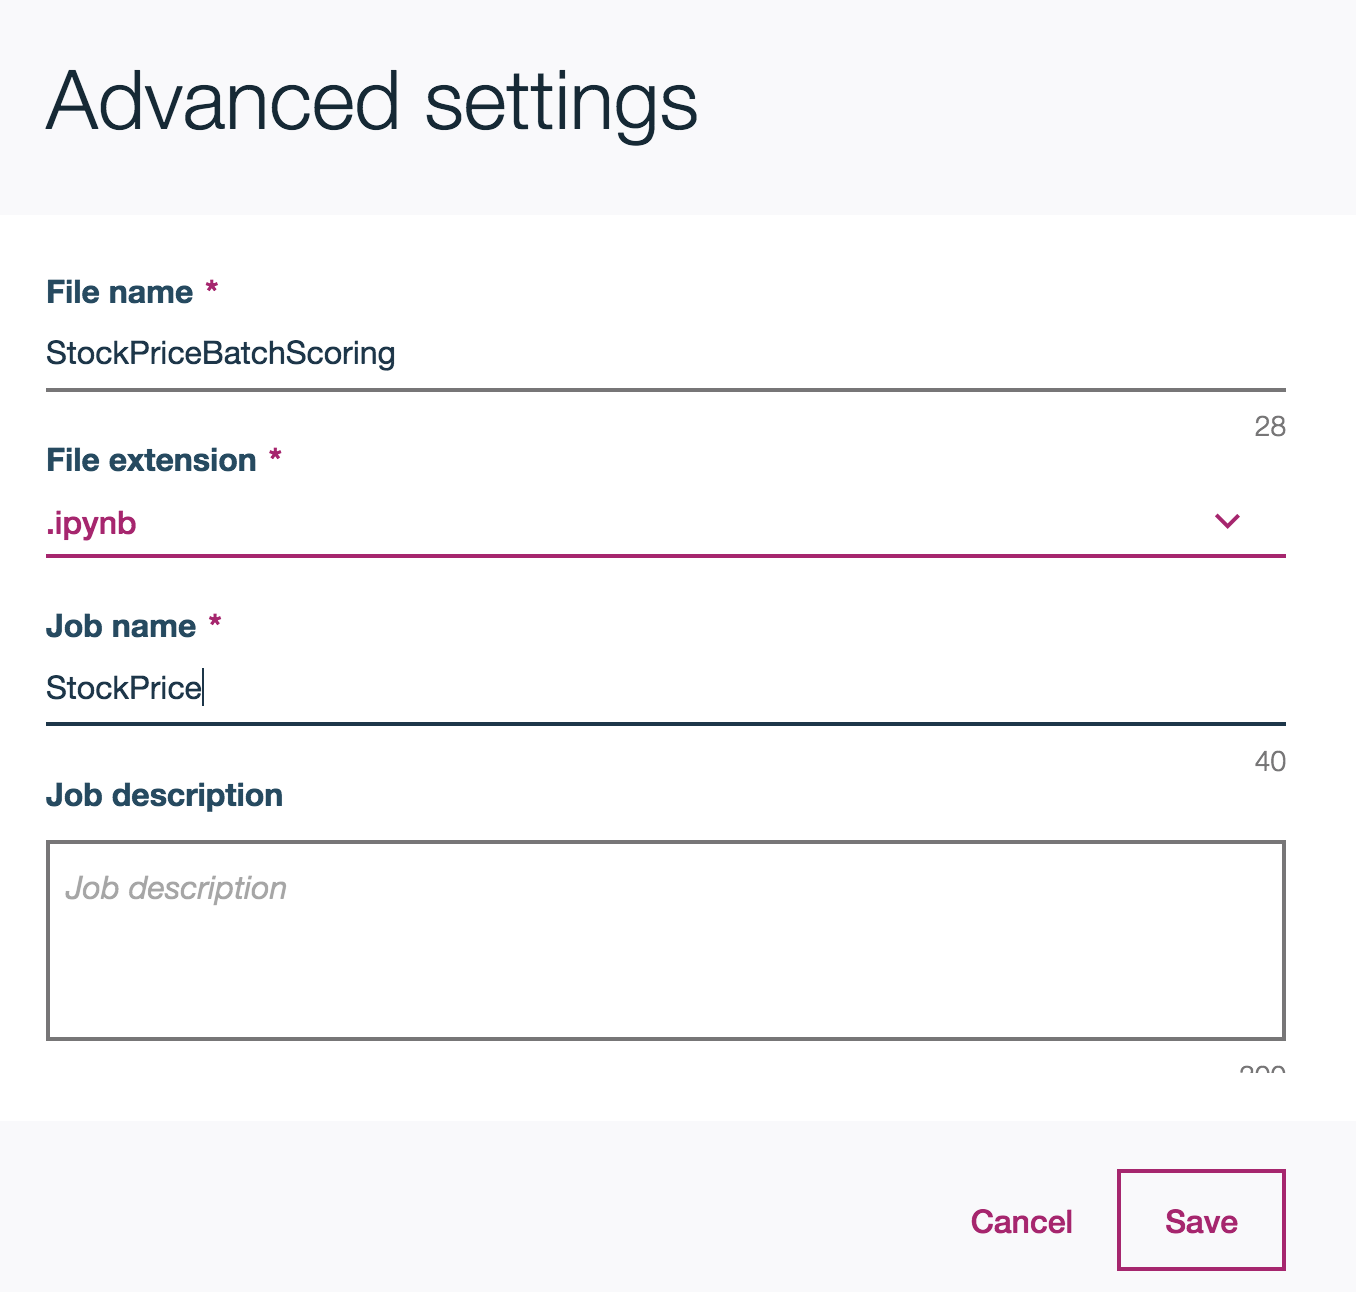 Advanced settings
File name *
StockPriceBatchScoring
28
File extension *
.ipynb
Job name *
StockPrice
40
Job description
Job description
Cancel
Save